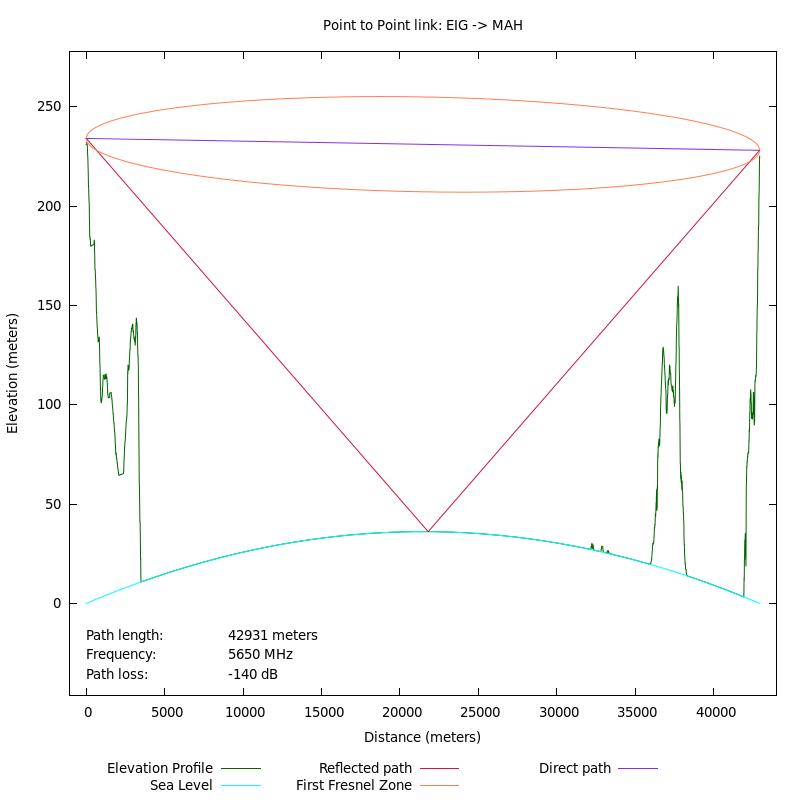 Point to Point link: EIG -> MAH
Elevation (meters)
250
200
150
100
50
0
Path length: 42931 meters
Frequency: 5650 MHz
Path loss: -140 dB
0 5000 10000 15000 20000 25000 30000 35000 40000
Distance (meters)
Elevation Profile Reflected path Direct path
Sea Level First Fresnel Zone